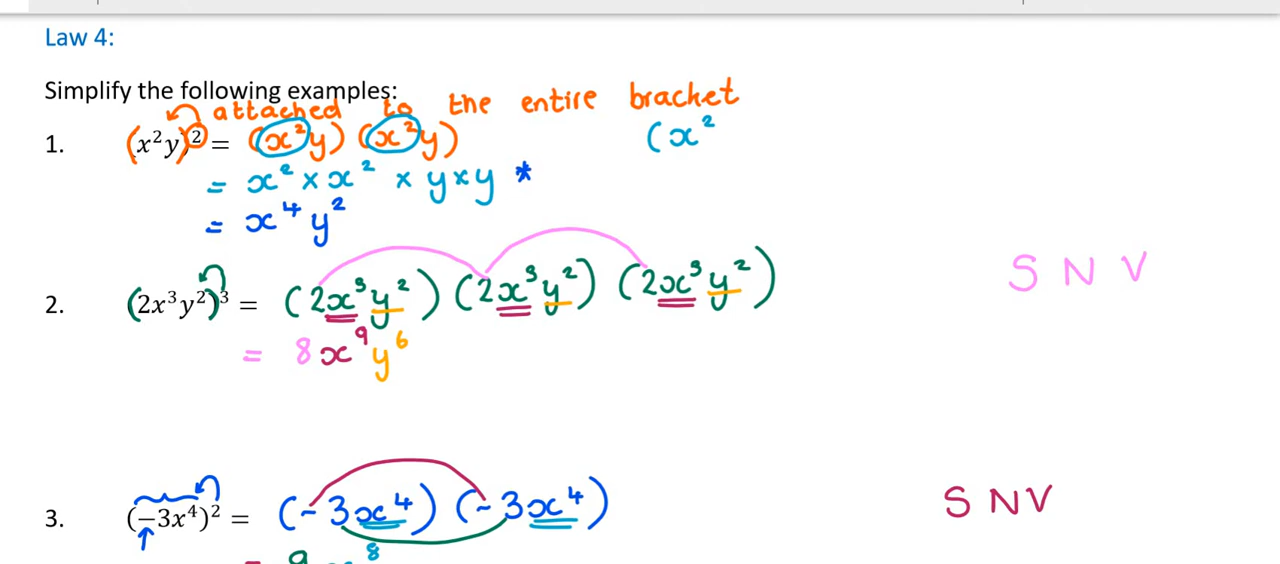 Law 4:
Simplify the following examples:
attached to the entire bracket
1. (x²y)² = (x²y)(x²y) (x²
= x² × x² × y × y *
= x⁴y²
2. (2x³y²)³ = (2x³y²)(2x³y²)(2x³y²) S N V
= 8x⁹y⁶
3. (−3x⁴)² = (−3x⁴)(−3x⁴) S N V